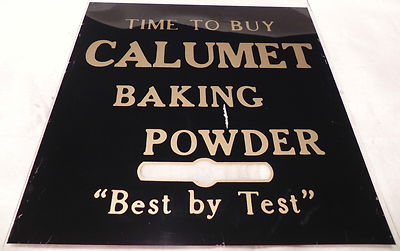 TIME TO BUY
CALUMET
BAKING
POWDER
"Best by Test"